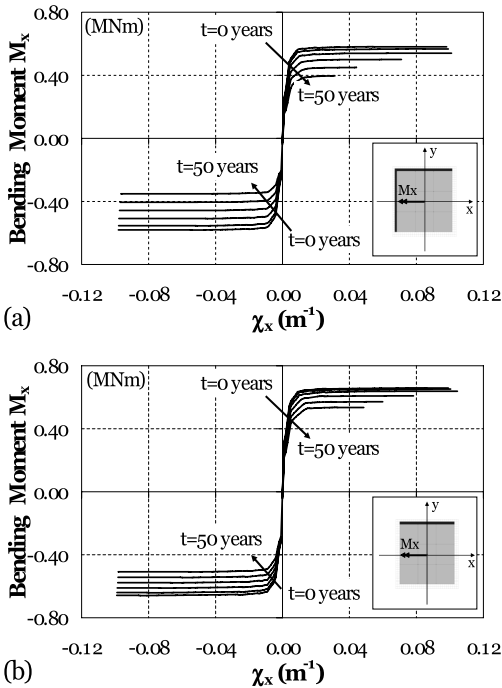 0.80
(MNm)
t=0 years
0.40
t=50 years
0.00
Bending Moment Mx
t=50 years
y
Mx
x
-0.40
t=0 years
-0.80
-0.12 -0.08 -0.04 0.00 0.04 0.08 0.12
(a)
χx (m-1)
0.80
(MNm)
t=0 years
0.40
t=50 years
0.00
Bending Moment Mx
t=50 years
y
Mx
x
-0.40
t=0 years
-0.80
-0.12 -0.08 -0.04 0.00 0.04 0.08 0.12
(b)
χx (m-1)